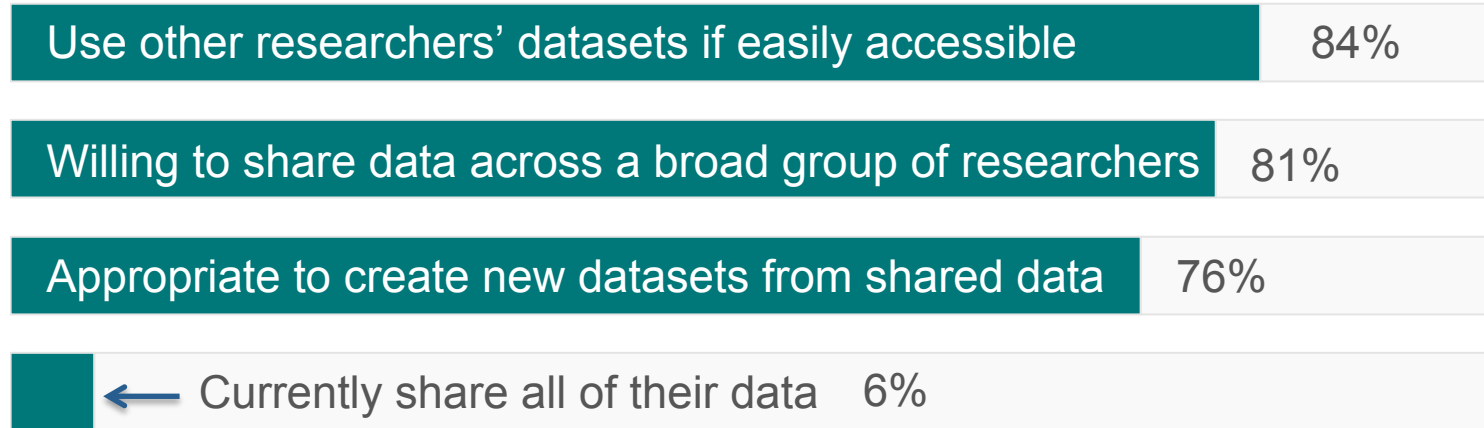 Use other researchers’ datasets if easily accessible 84%
Willing to share data across a broad group of researchers 81%
Appropriate to create new datasets from shared data 76%
Currently share all of their data 6%